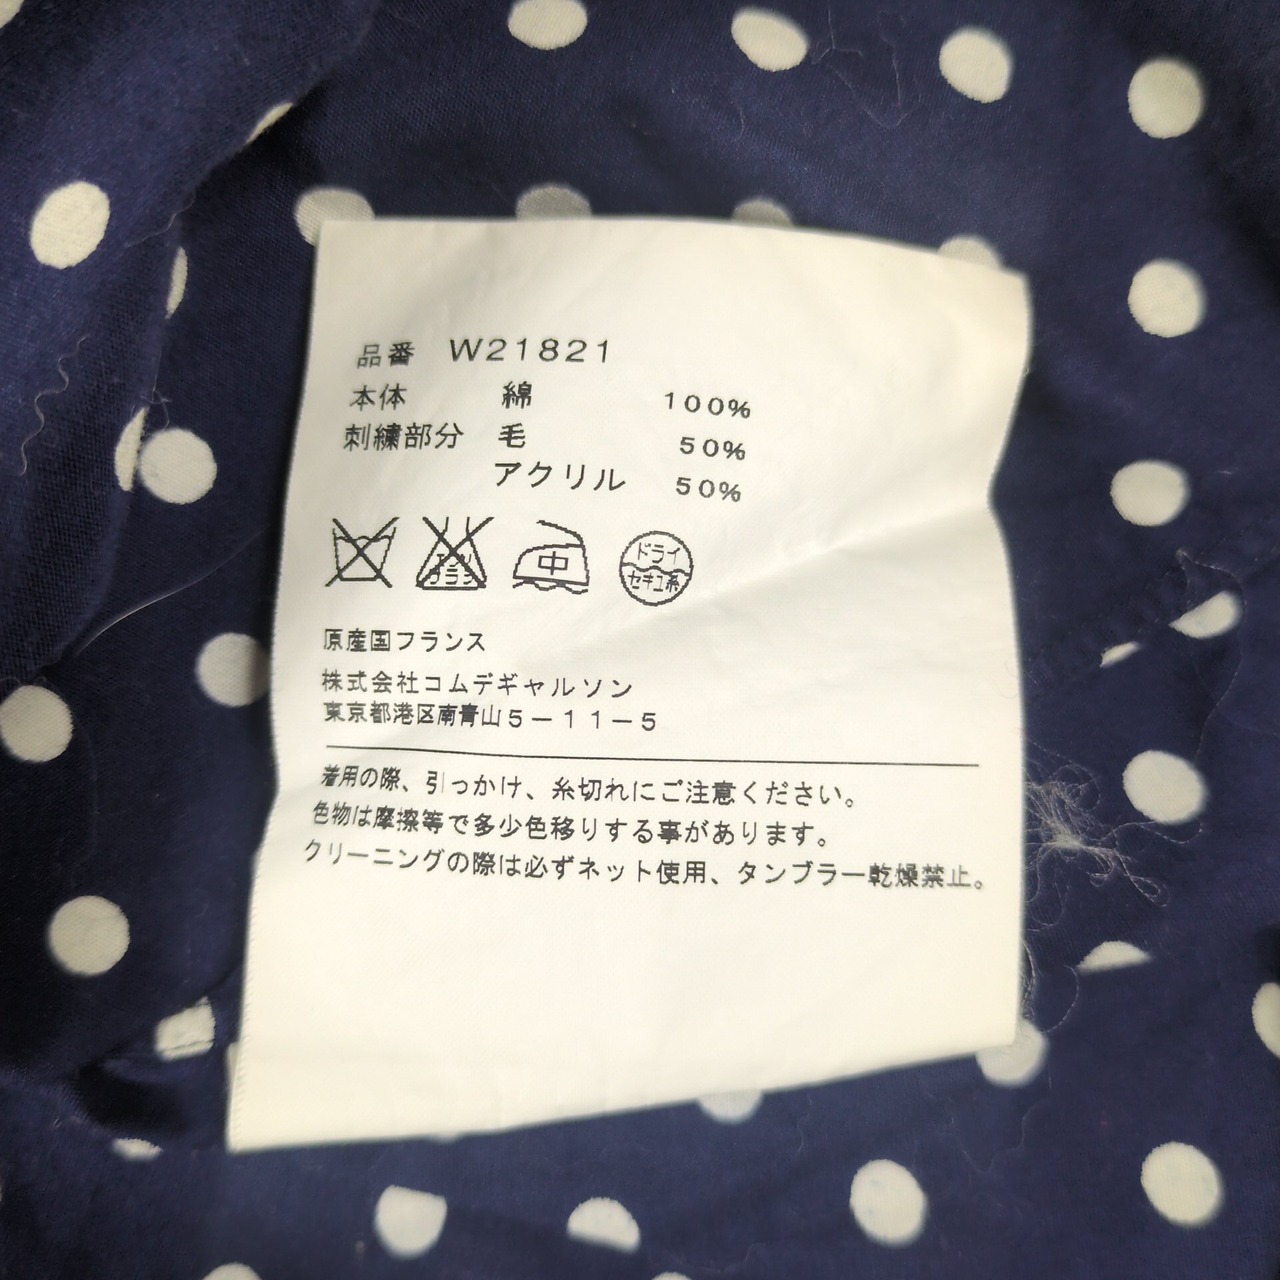 品番 W21821
本体 綿 100%
刺繍部分 毛 50%
アクリル 50%
エンソ
サラシ
中
ドライ
セキユ系
原産国フランス
株式会社コムデギャルソン
東京都港区南青山5-11-5
着用の際、引っかけ、糸切れにご注意ください。
色物は摩擦等で多少色移りする事があります。
クリーニングの際は必ずネット使用、タンブラー乾燥禁止。